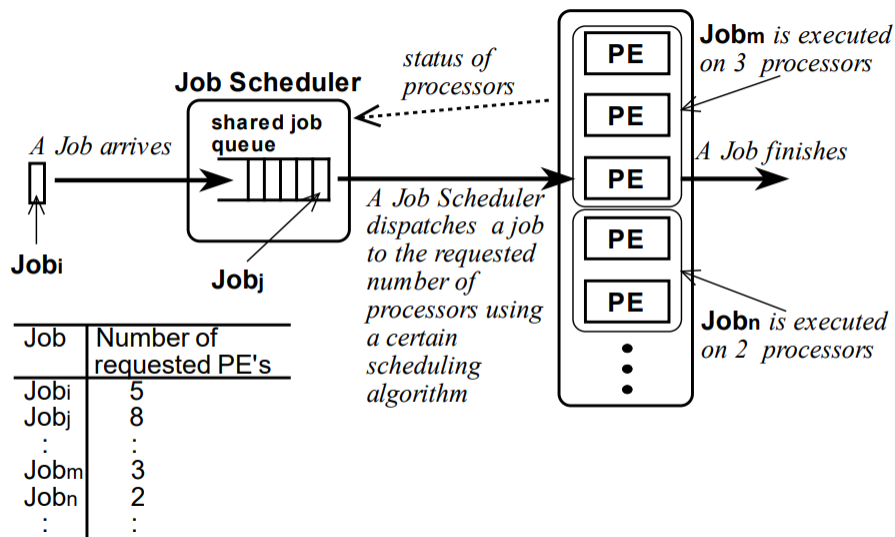 status of
processors
Job Scheduler
shared job
queue
A Job arrives
Jobi
Jobj
A Job Scheduler
dispatches a job
to the requested
number of
processors using
a certain
scheduling
algorithm
PE
PE
PE
PE
PE
Jobm is executed
on 3 processors
A Job finishes
Jobn is executed
on 2 processors
Job Number of
requested PE's
Jobi 5
Jobj 8
: :
Jobm 3
Jobn 2
: :